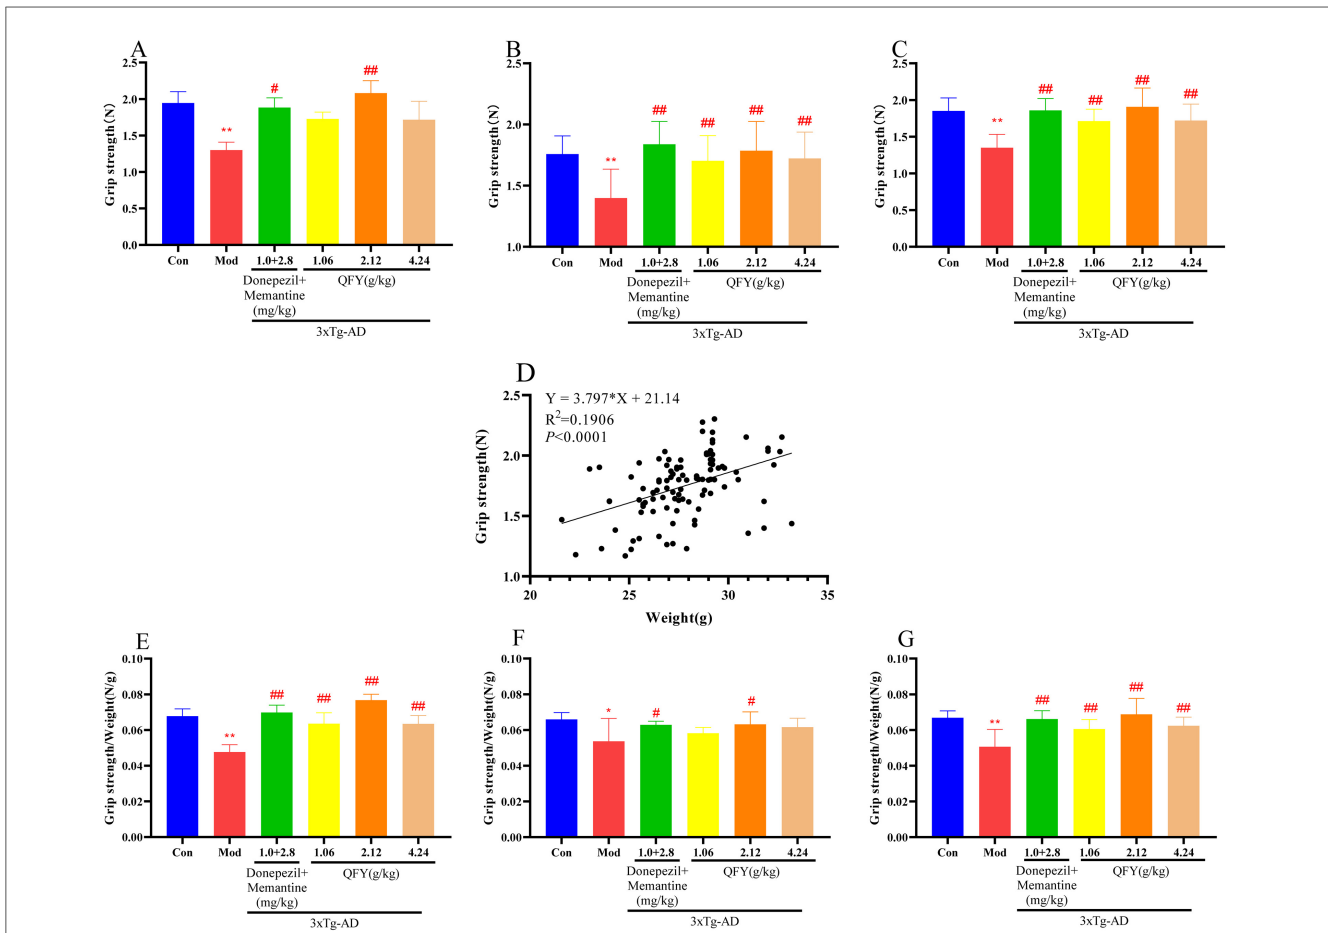 A
Grip strength(N)
2.5
2.0
1.5
1.0
0.5
0.0
**
#
##
Con Mod 1.0+2.8 1.06 2.12 4.24
Donepezil+
Memantine
(mg/kg)
QFY(g/kg)
3xTg-AD
B
Grip strength(N)
2.5
2.0
1.5
1.0
**
##
##
##
##
Con Mod 1.0+2.8 1.06 2.12 4.24
Donepezil+
Memantine
(mg/kg)
QFY(g/kg)
3xTg-AD
C
Grip strength(N)
2.5
2.0
1.5
1.0
0.5
0.0
**
##
##
##
##
Con Mod 1.0+2.8 1.06 2.12 4.24
Donepezil+
Memantine
(mg/kg)
QFY(g/kg)
3xTg-AD
D
Y = 3.797*X + 21.14
R²=0.1906
P<0.0001
Grip strength(N)
2.5
2.0
1.5
1.0
20 25 30 35
Weight(g)
E
Grip strength/Weight(N/g)
0.10
0.08
0.06
0.04
0.02
0.00
**
##
##
##
##
Con Mod 1.0+2.8 1.06 2.12 4.24
Donepezil+
Memantine
(mg/kg)
QFY(g/kg)
3xTg-AD
F
Grip strength/Weight(N/g)
0.10
0.08
0.06
0.04
0.02
0.00
*
#
#
Con Mod 1.0+2.8 1.06 2.12 4.24
Donepezil+
Memantine
(mg/kg)
QFY(g/kg)
3xTg-AD
G
Grip strength/Weight(N/g)
0.10
0.08
0.06
0.04
0.02
0.00
**
##
##
##
##
Con Mod 1.0+2.8 1.06 2.12 4.24
Donepezil+
Memantine
(mg/kg)
QFY(g/kg)
3xTg-AD